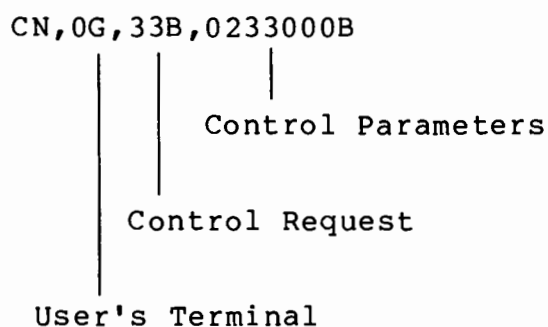 CN,0G,33B,0233000B
Control Parameters
Control Request
User's Terminal